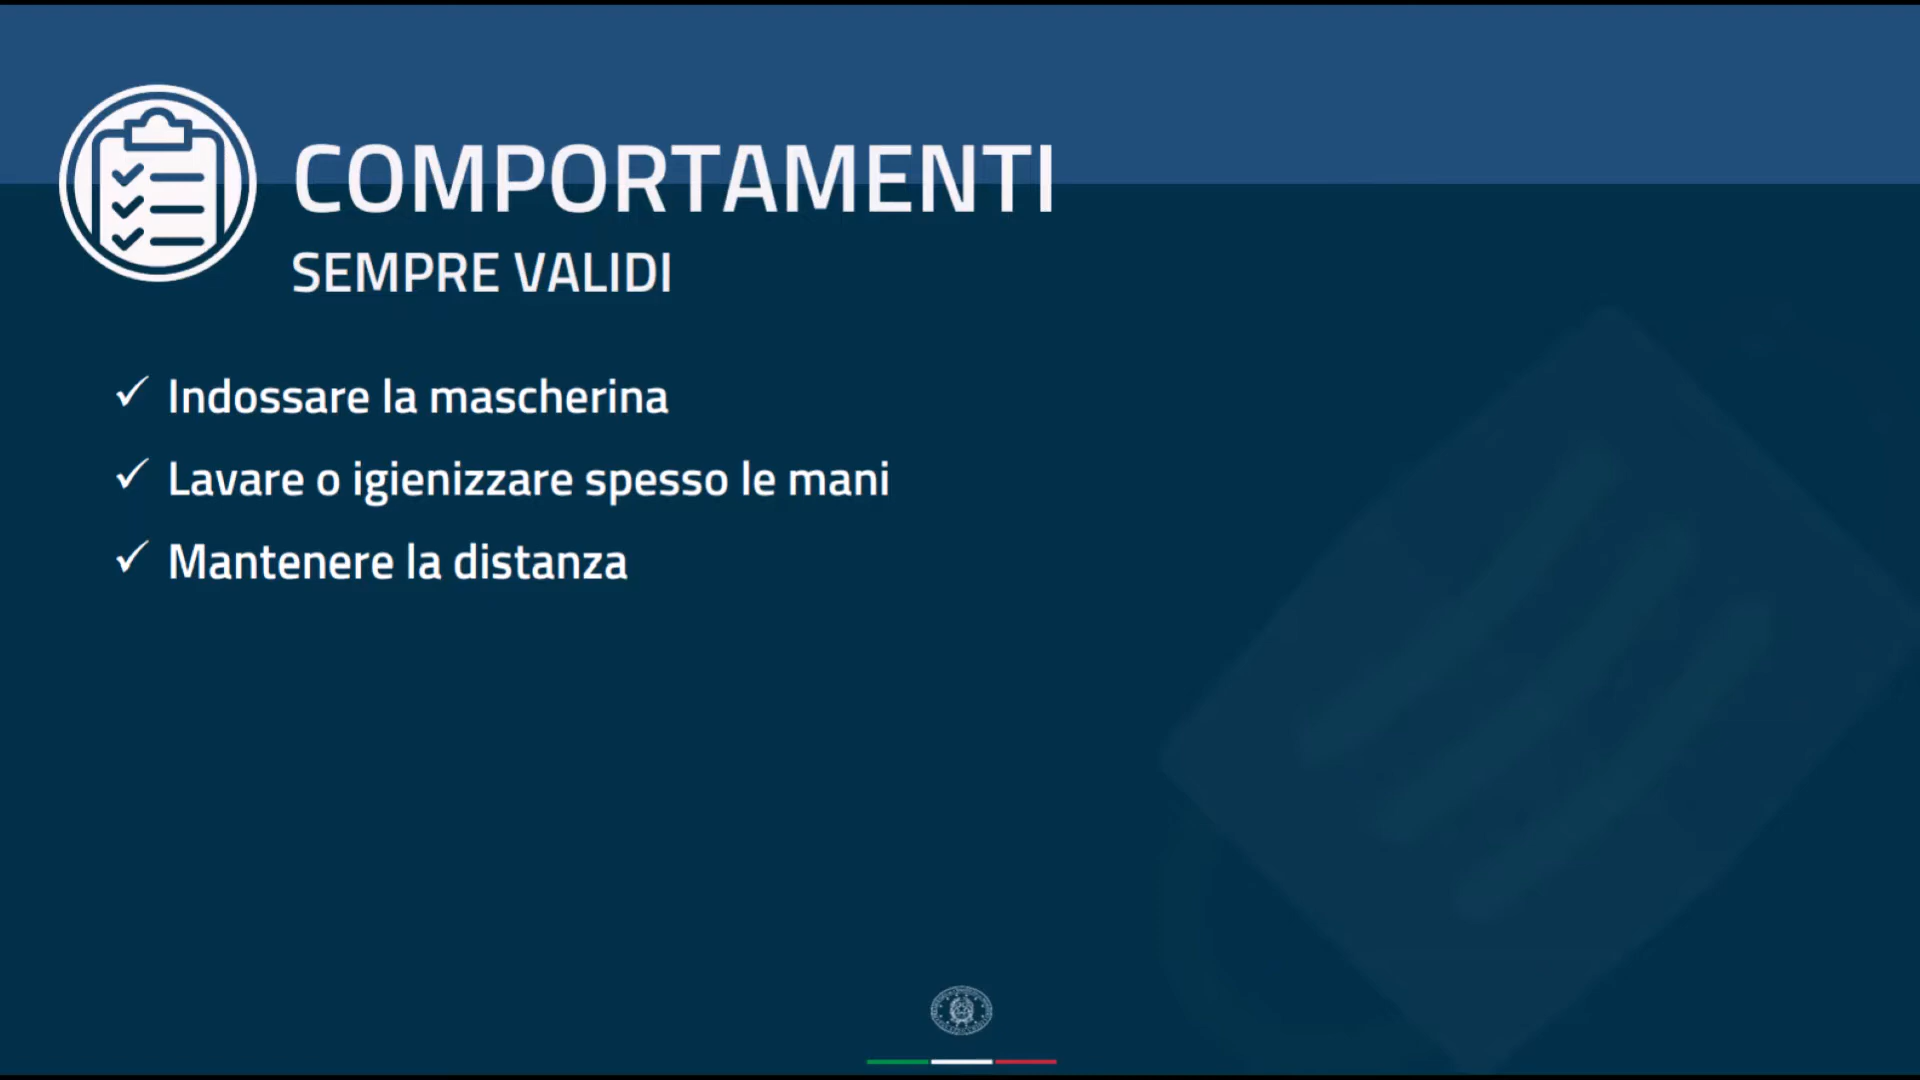 COMPORTAMENTI
SEMPRE VALIDI
✓ Indossare la mascherina
✓ Lavare o igienizzare spesso le mani
✓ Mantenere la distanza